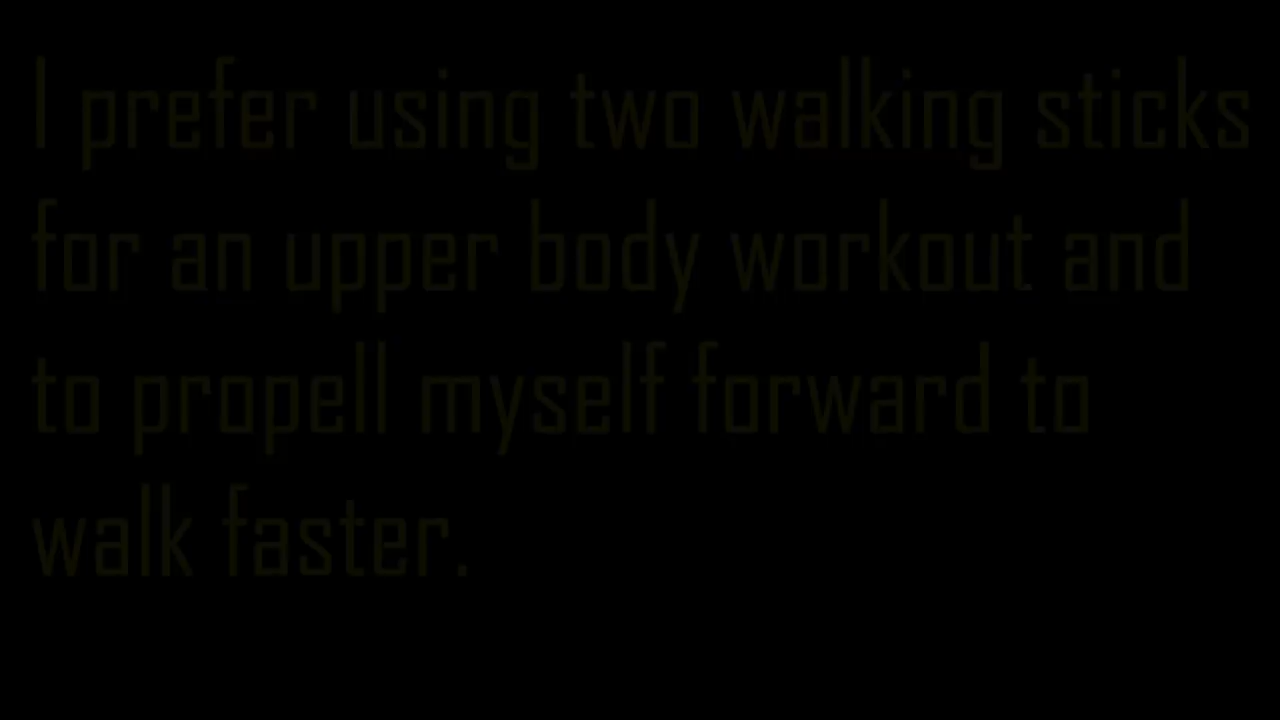 I prefer using two walking sticks
for an upper body workout and
to propell myself forward to
walk faster.